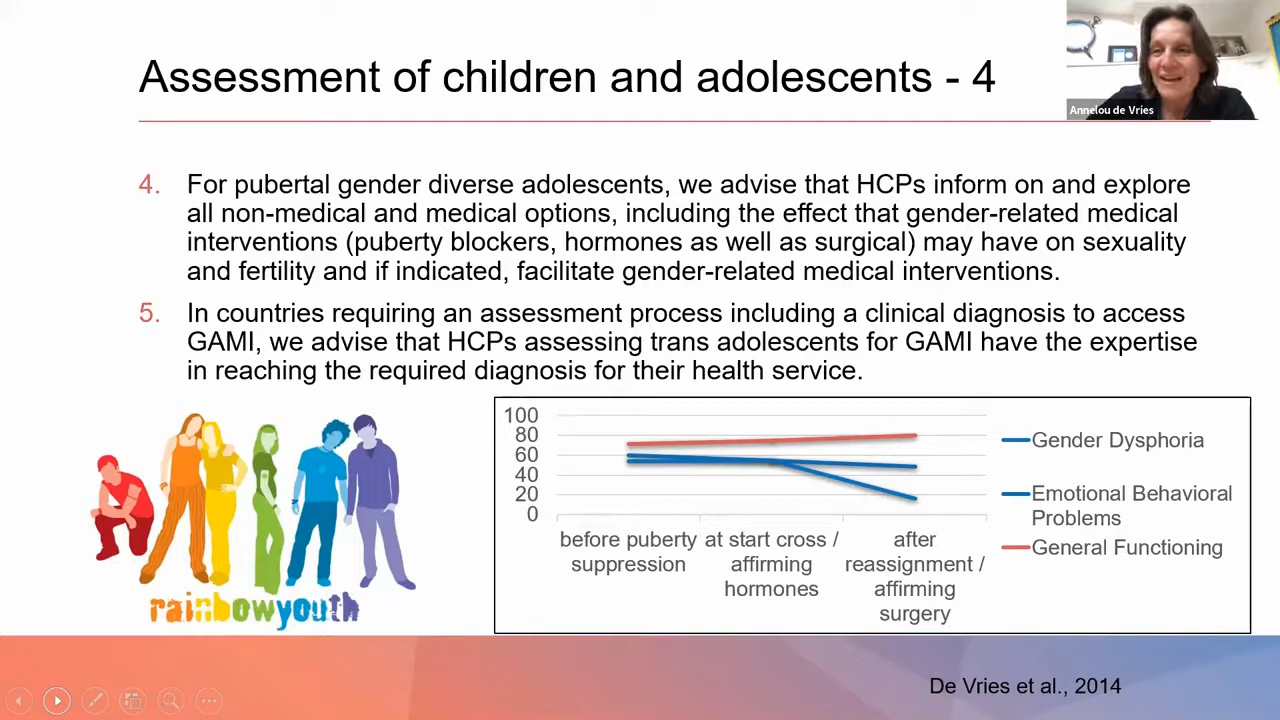 Assessment of children and adolescents - 4
Annelou de Vries
4. For pubertal gender diverse adolescents, we advise that HCPs inform on and explore
all non-medical and medical options, including the effect that gender-related medical
interventions (puberty blockers, hormones as well as surgical) may have on sexuality
and fertility and if indicated, facilitate gender-related medical interventions.
5. In countries requiring an assessment process including a clinical diagnosis to access
GAMI, we advise that HCPs assessing trans adolescents for GAMI have the expertise
in reaching the required diagnosis for their health service.
rainbowyouth
100
80
60
40
20
0
before puberty
suppression
at start cross /
affirming
hormones
after
reassignment /
affirming
surgery
Gender Dysphoria
Emotional Behavioral
Problems
General Functioning
De Vries et al., 2014